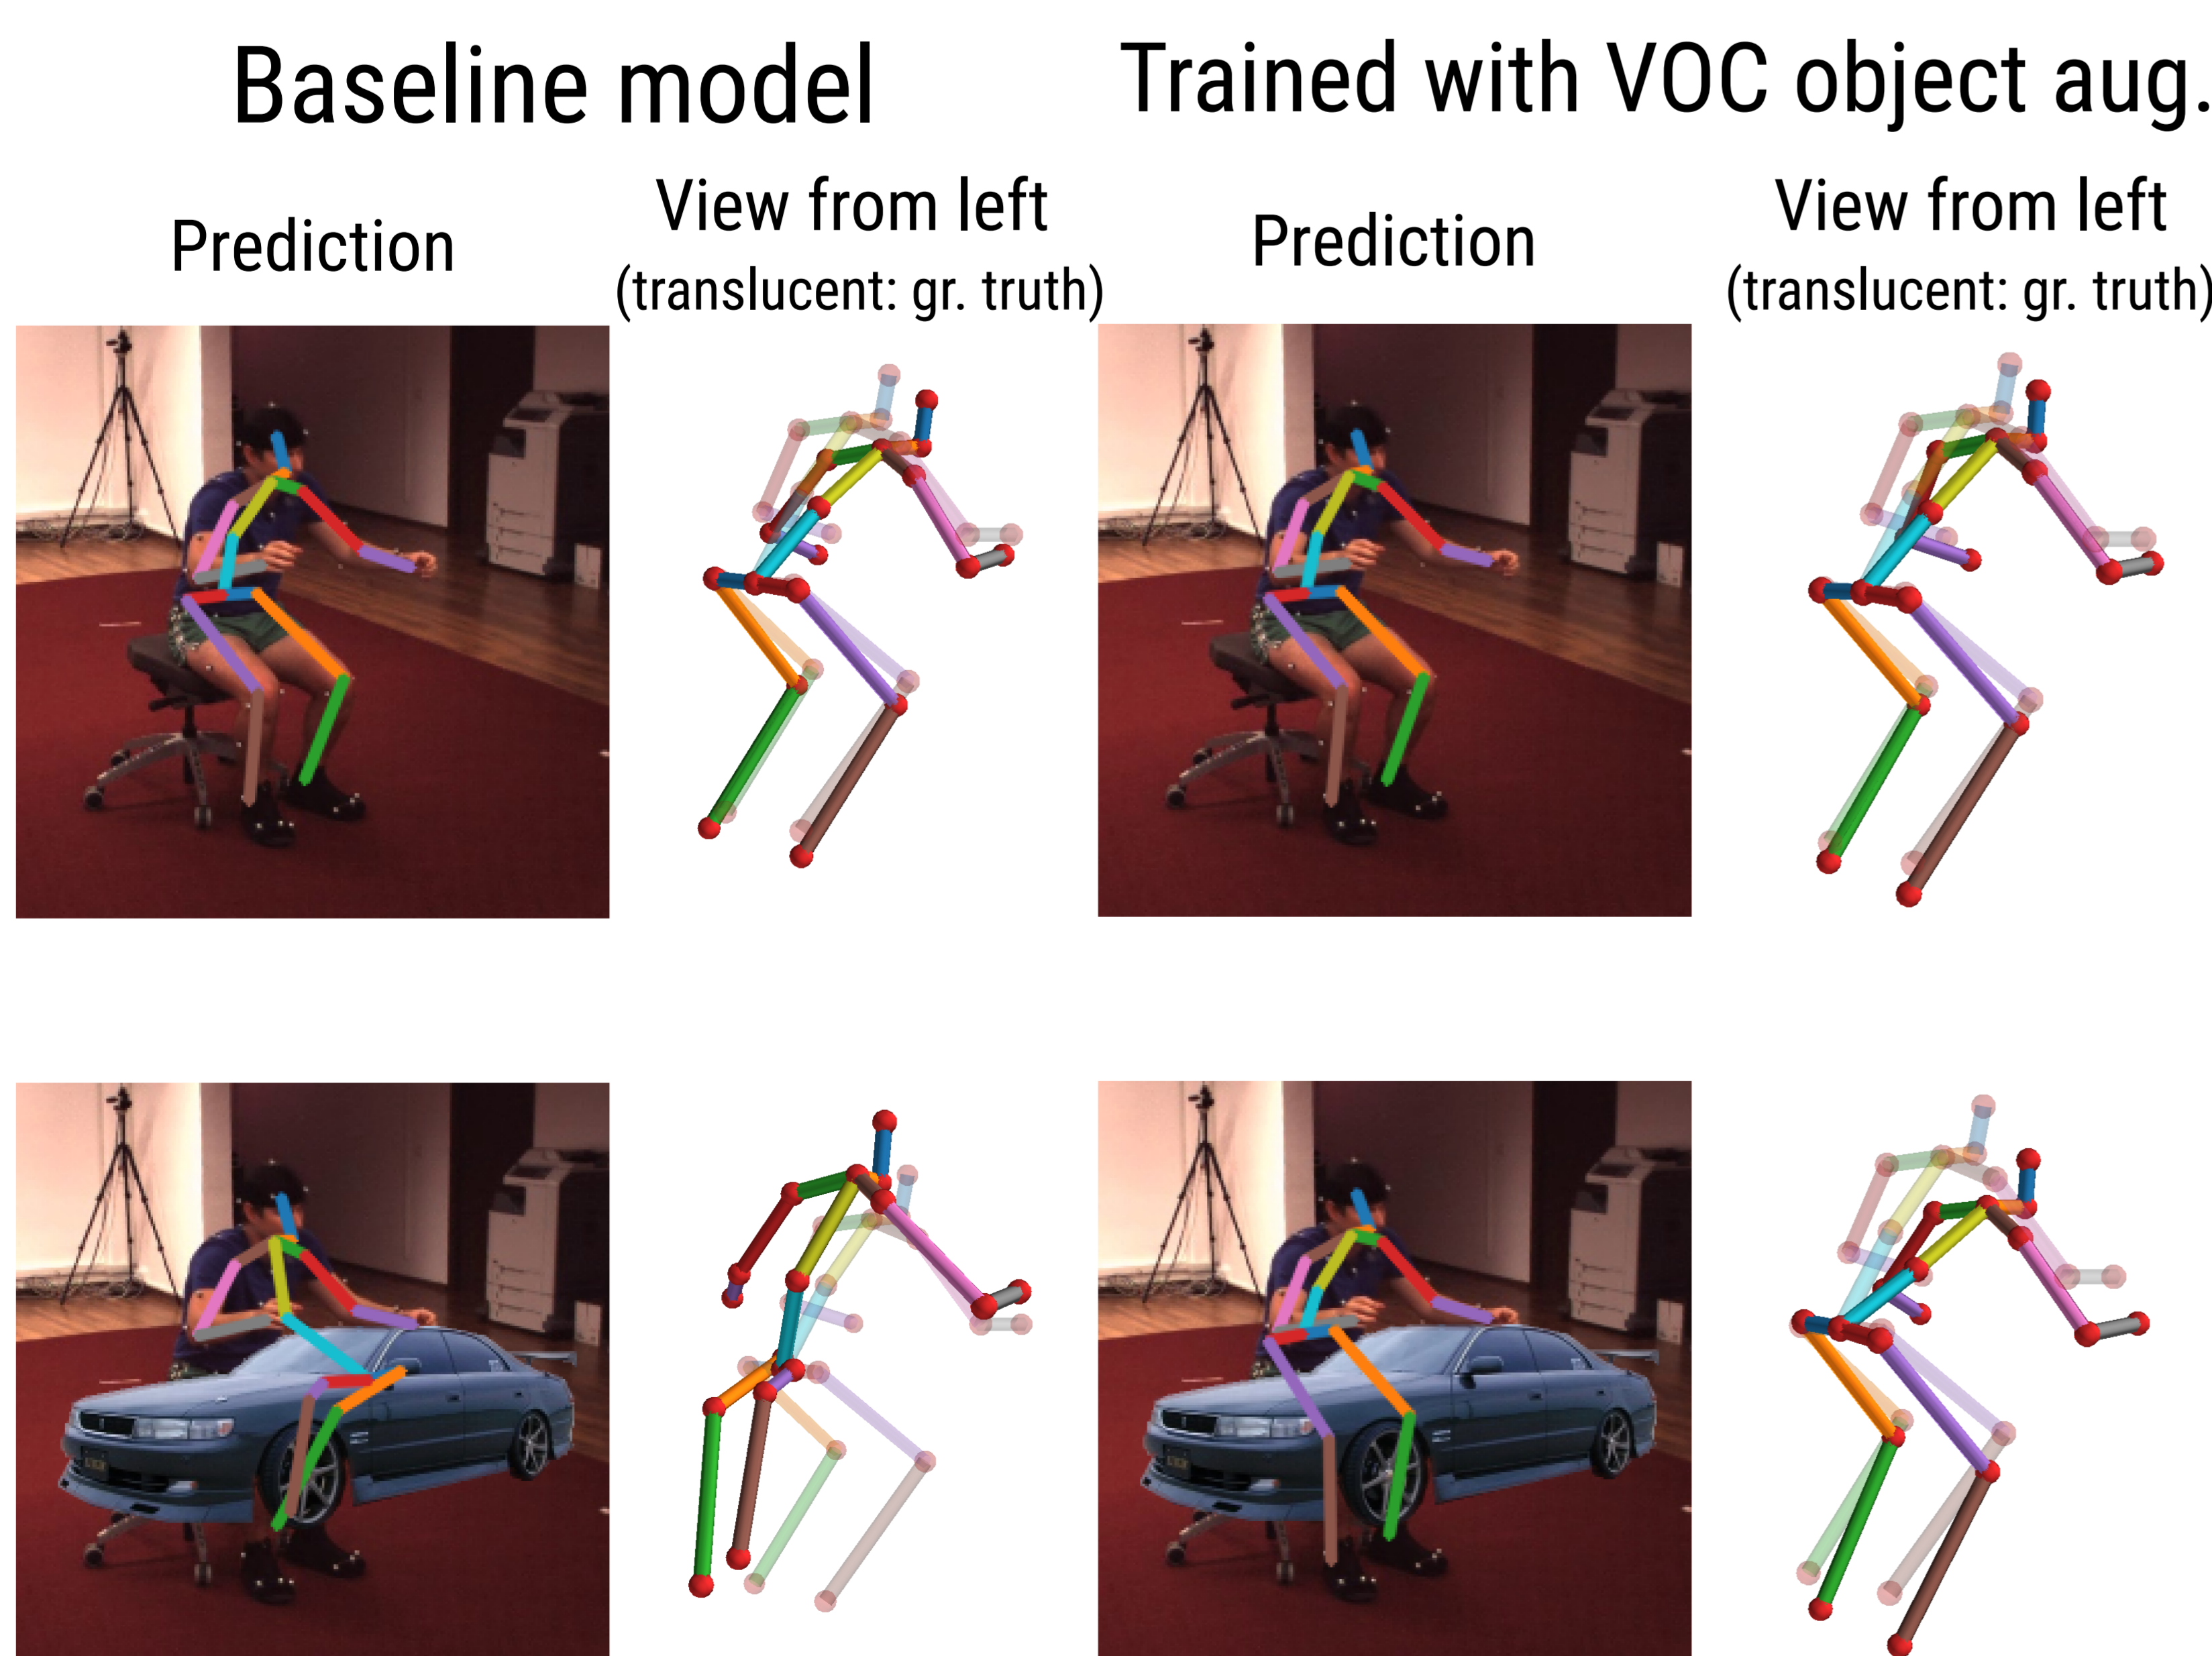 Baseline model
Trained with VOC object aug.
Prediction
View from left
(translucent: gr. truth)
Prediction
View from left
(translucent: gr. truth)